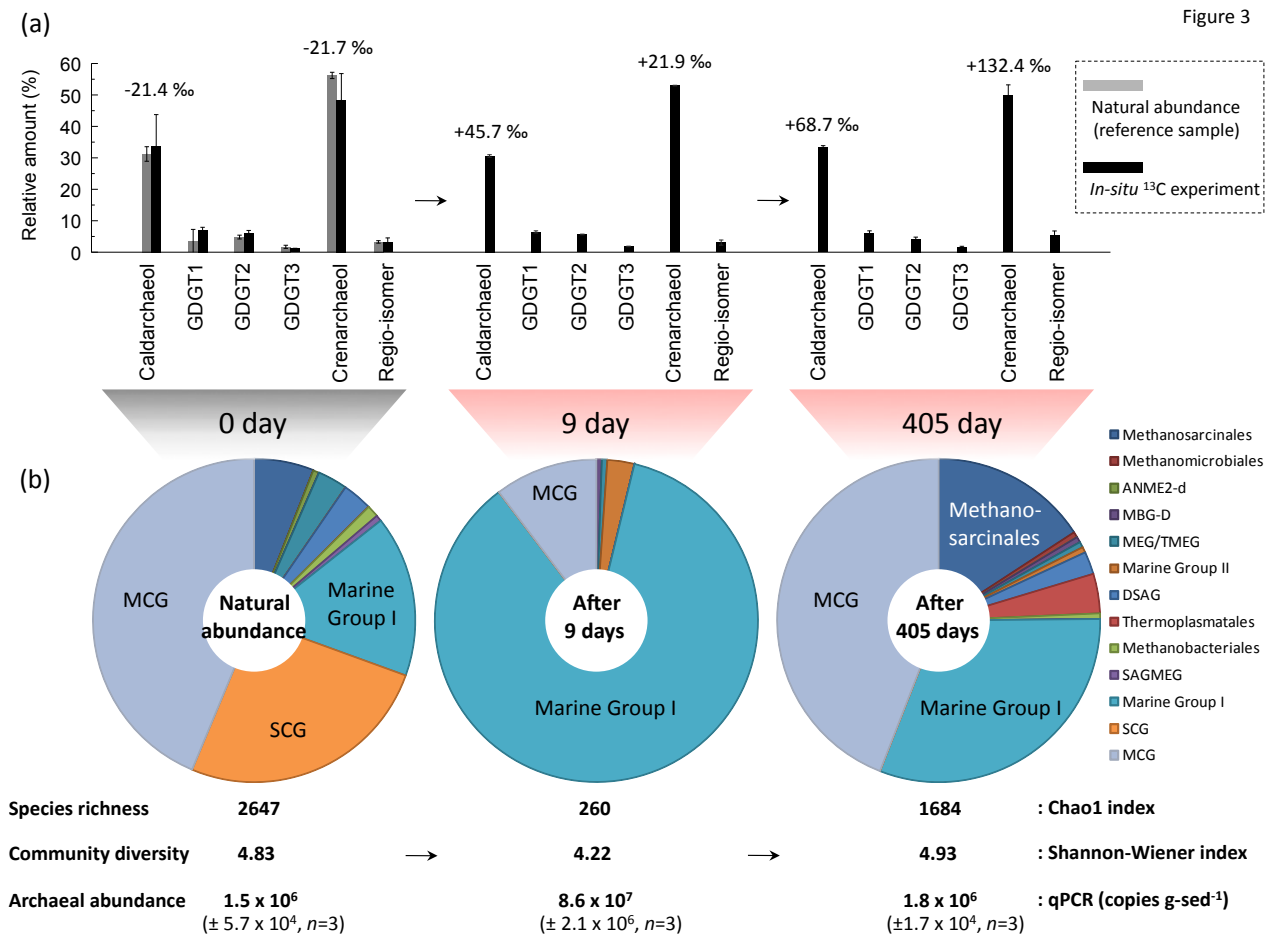 Figure 3
(a)
Relative amount (%)
60
50
40
30
20
10
0
-21.4 ‰
-21.7 ‰
+45.7 ‰
+21.9 ‰
+68.7 ‰
+132.4 ‰
Natural abundance
(reference sample)
In-situ ¹³C experiment
Caldarchaeol
GDGT1
GDGT2
GDGT3
Crenarchaeol
Regio-isomer
Caldarchaeol
GDGT1
GDGT2
GDGT3
Crenarchaeol
Regio-isomer
Caldarchaeol
GDGT1
GDGT2
GDGT3
Crenarchaeol
Regio-isomer
0 day
9 day
405 day
(b)
MCG
Natural
abundance
Marine
Group I
SCG
MCG
After
9 days
Marine Group I
Methano-
sarcinales
MCG
After
405 days
Marine Group I
Methanosarcinales
Methanomicrobiales
ANME2-d
MBG-D
MEG/TMEG
Marine Group II
DSAG
Thermoplasmatales
Methanobacteriales
SAGMEG
Marine Group I
SCG
MCG
Species richness 2647 260 1684 : Chao1 index
Community diversity 4.83 → 4.22 → 4.93 : Shannon-Wiener index
Archaeal abundance 1.5 x 10⁶ 8.6 x 10⁷ 1.8 x 10⁶ : qPCR (copies g-sed⁻¹)
(± 5.7 x 10⁴, n=3) (± 2.1 x 10⁶, n=3) (±1.7 x 10⁴, n=3)